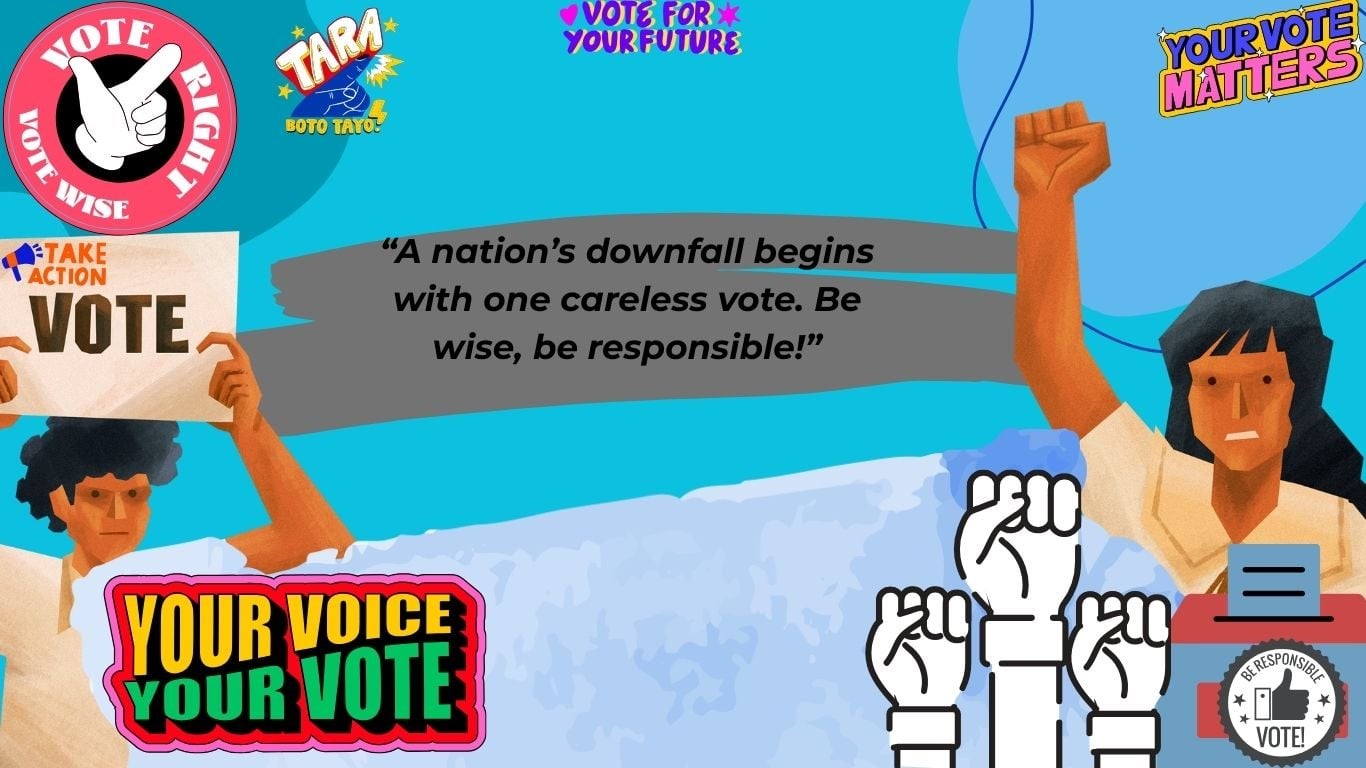 VOTE RIGHT
VOTE WISE
TARA
BOTO TAYO!
VOTE FOR
YOUR FUTURE
YOUR VOTE
MATTERS
TAKE
ACTION
VOTE
“A nation’s downfall begins
with one careless vote. Be
wise, be responsible!”
YOUR VOICE
YOUR VOTE
BE RESPONSIBLE
VOTE!